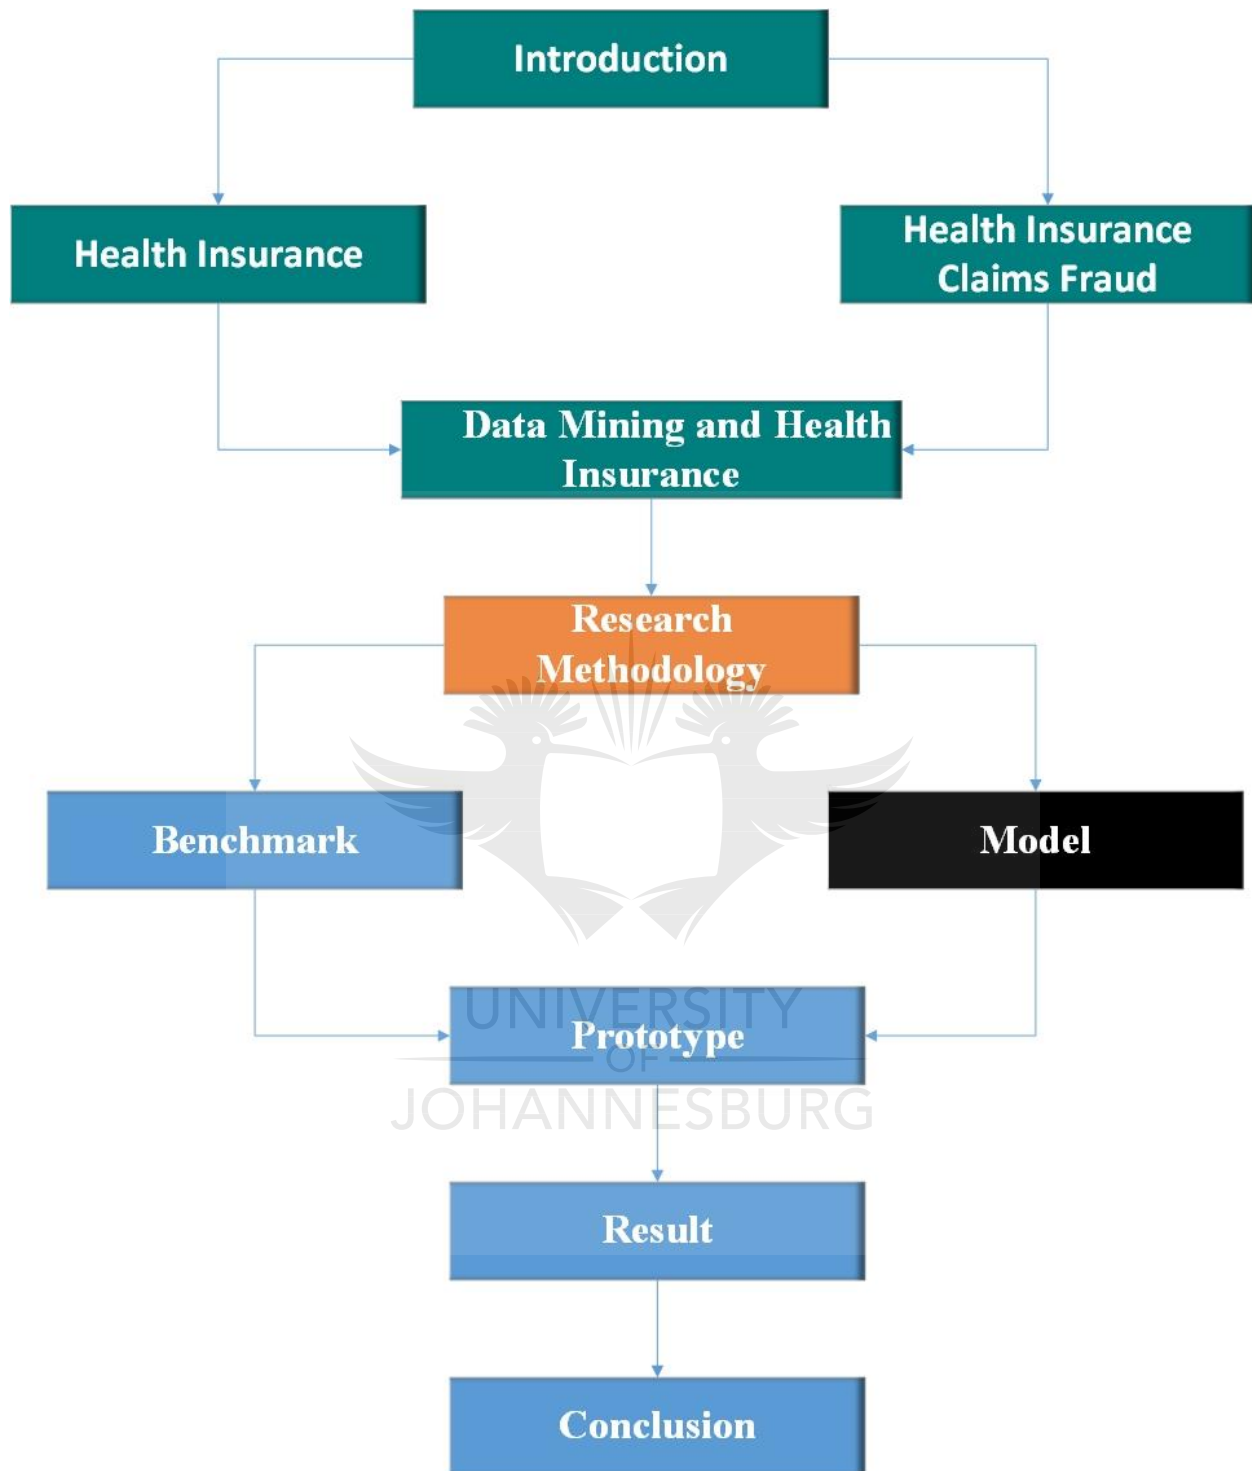 Introduction
Health Insurance
Health Insurance
Claims Fraud
Data Mining and Health
Insurance
Research
Methodology
Benchmark
Model
UNIVERSITY
Prototype
OF
JOHANNESBURG
Result
Conclusion